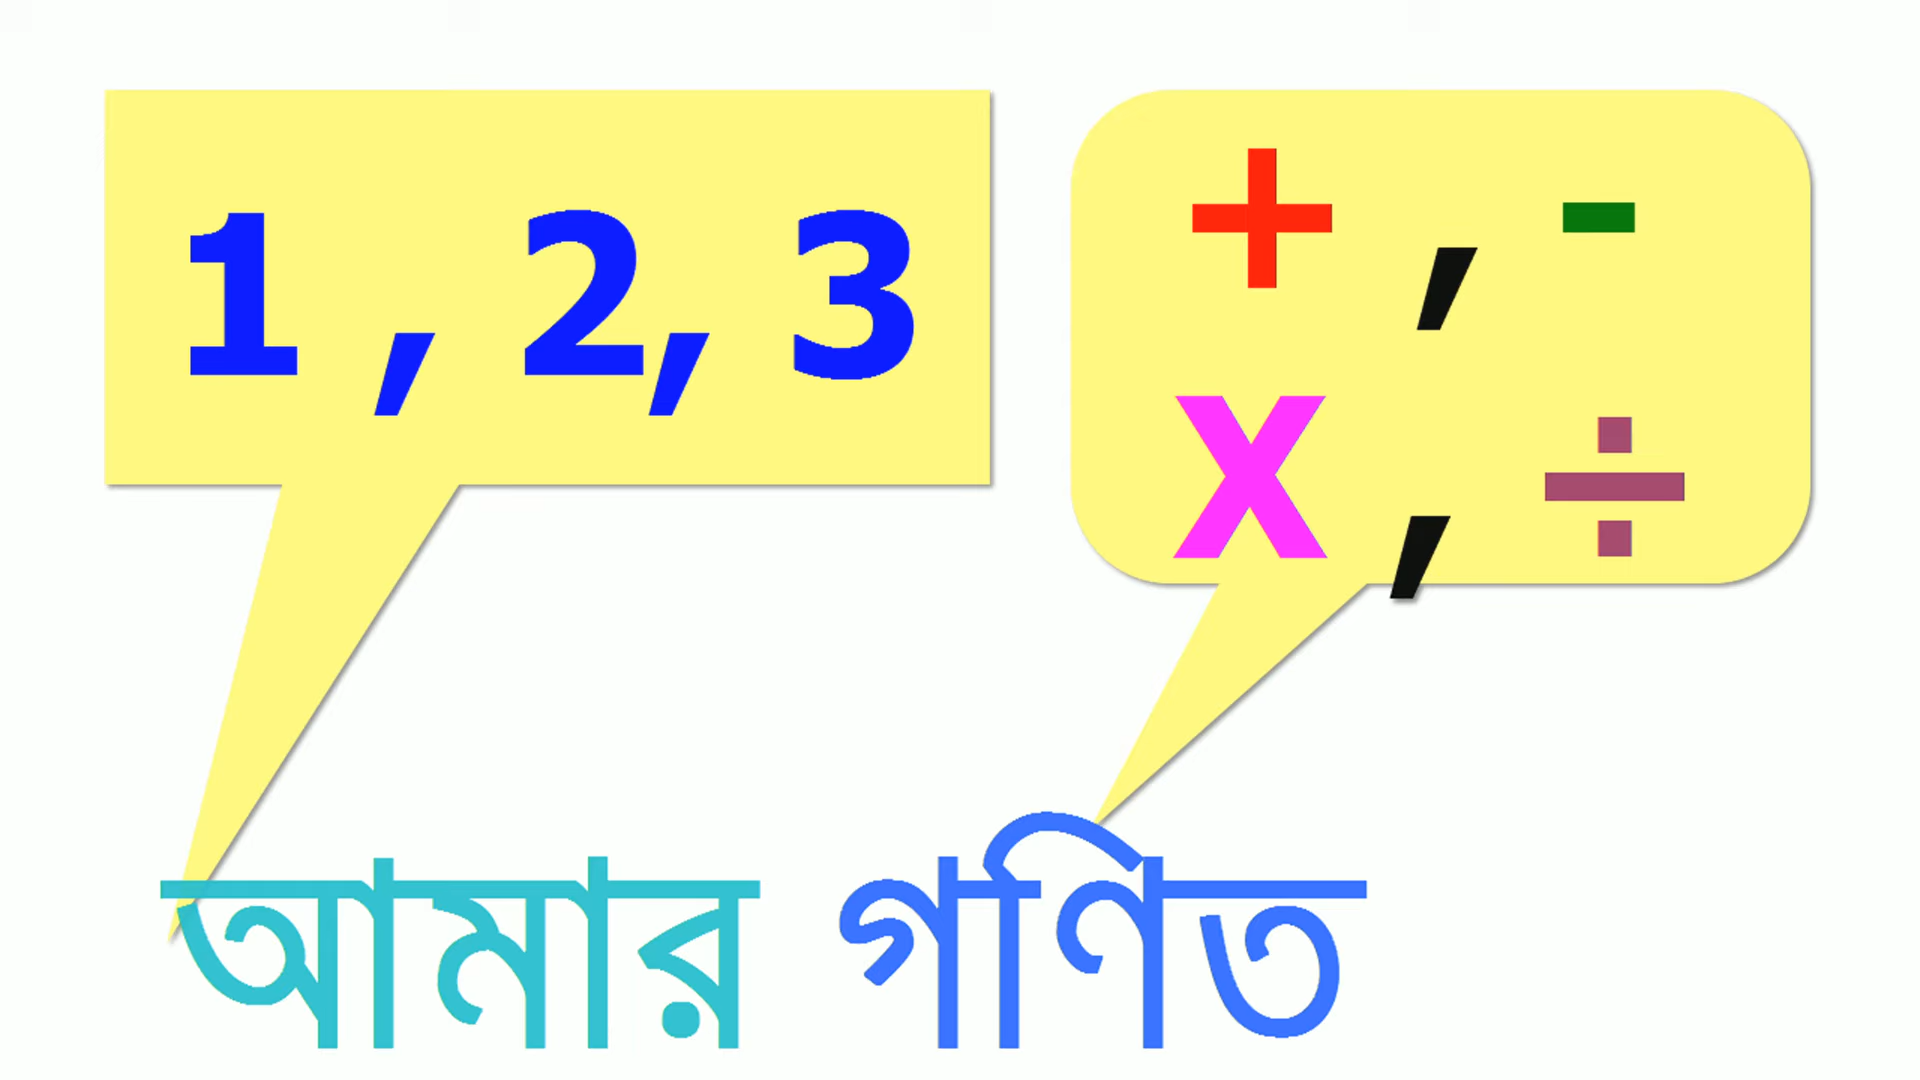 1 , 2, 3
+ , -
x , ÷
আমার গণিত